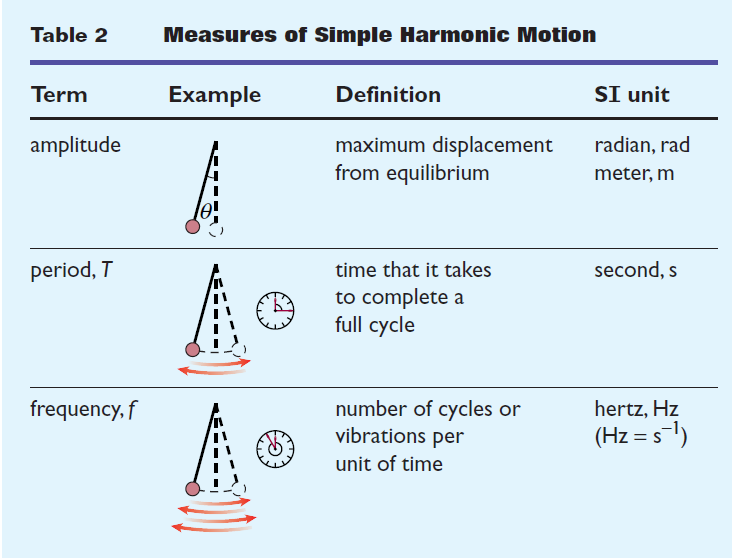 Table 2 Measures of Simple Harmonic Motion
Term Example Definition SI unit
amplitude maximum displacement radian, rad
from equilibrium meter, m
θ
period, T time that it takes second, s
to complete a
full cycle
frequency, f number of cycles or hertz, Hz
vibrations per (Hz = s⁻¹)
unit of time